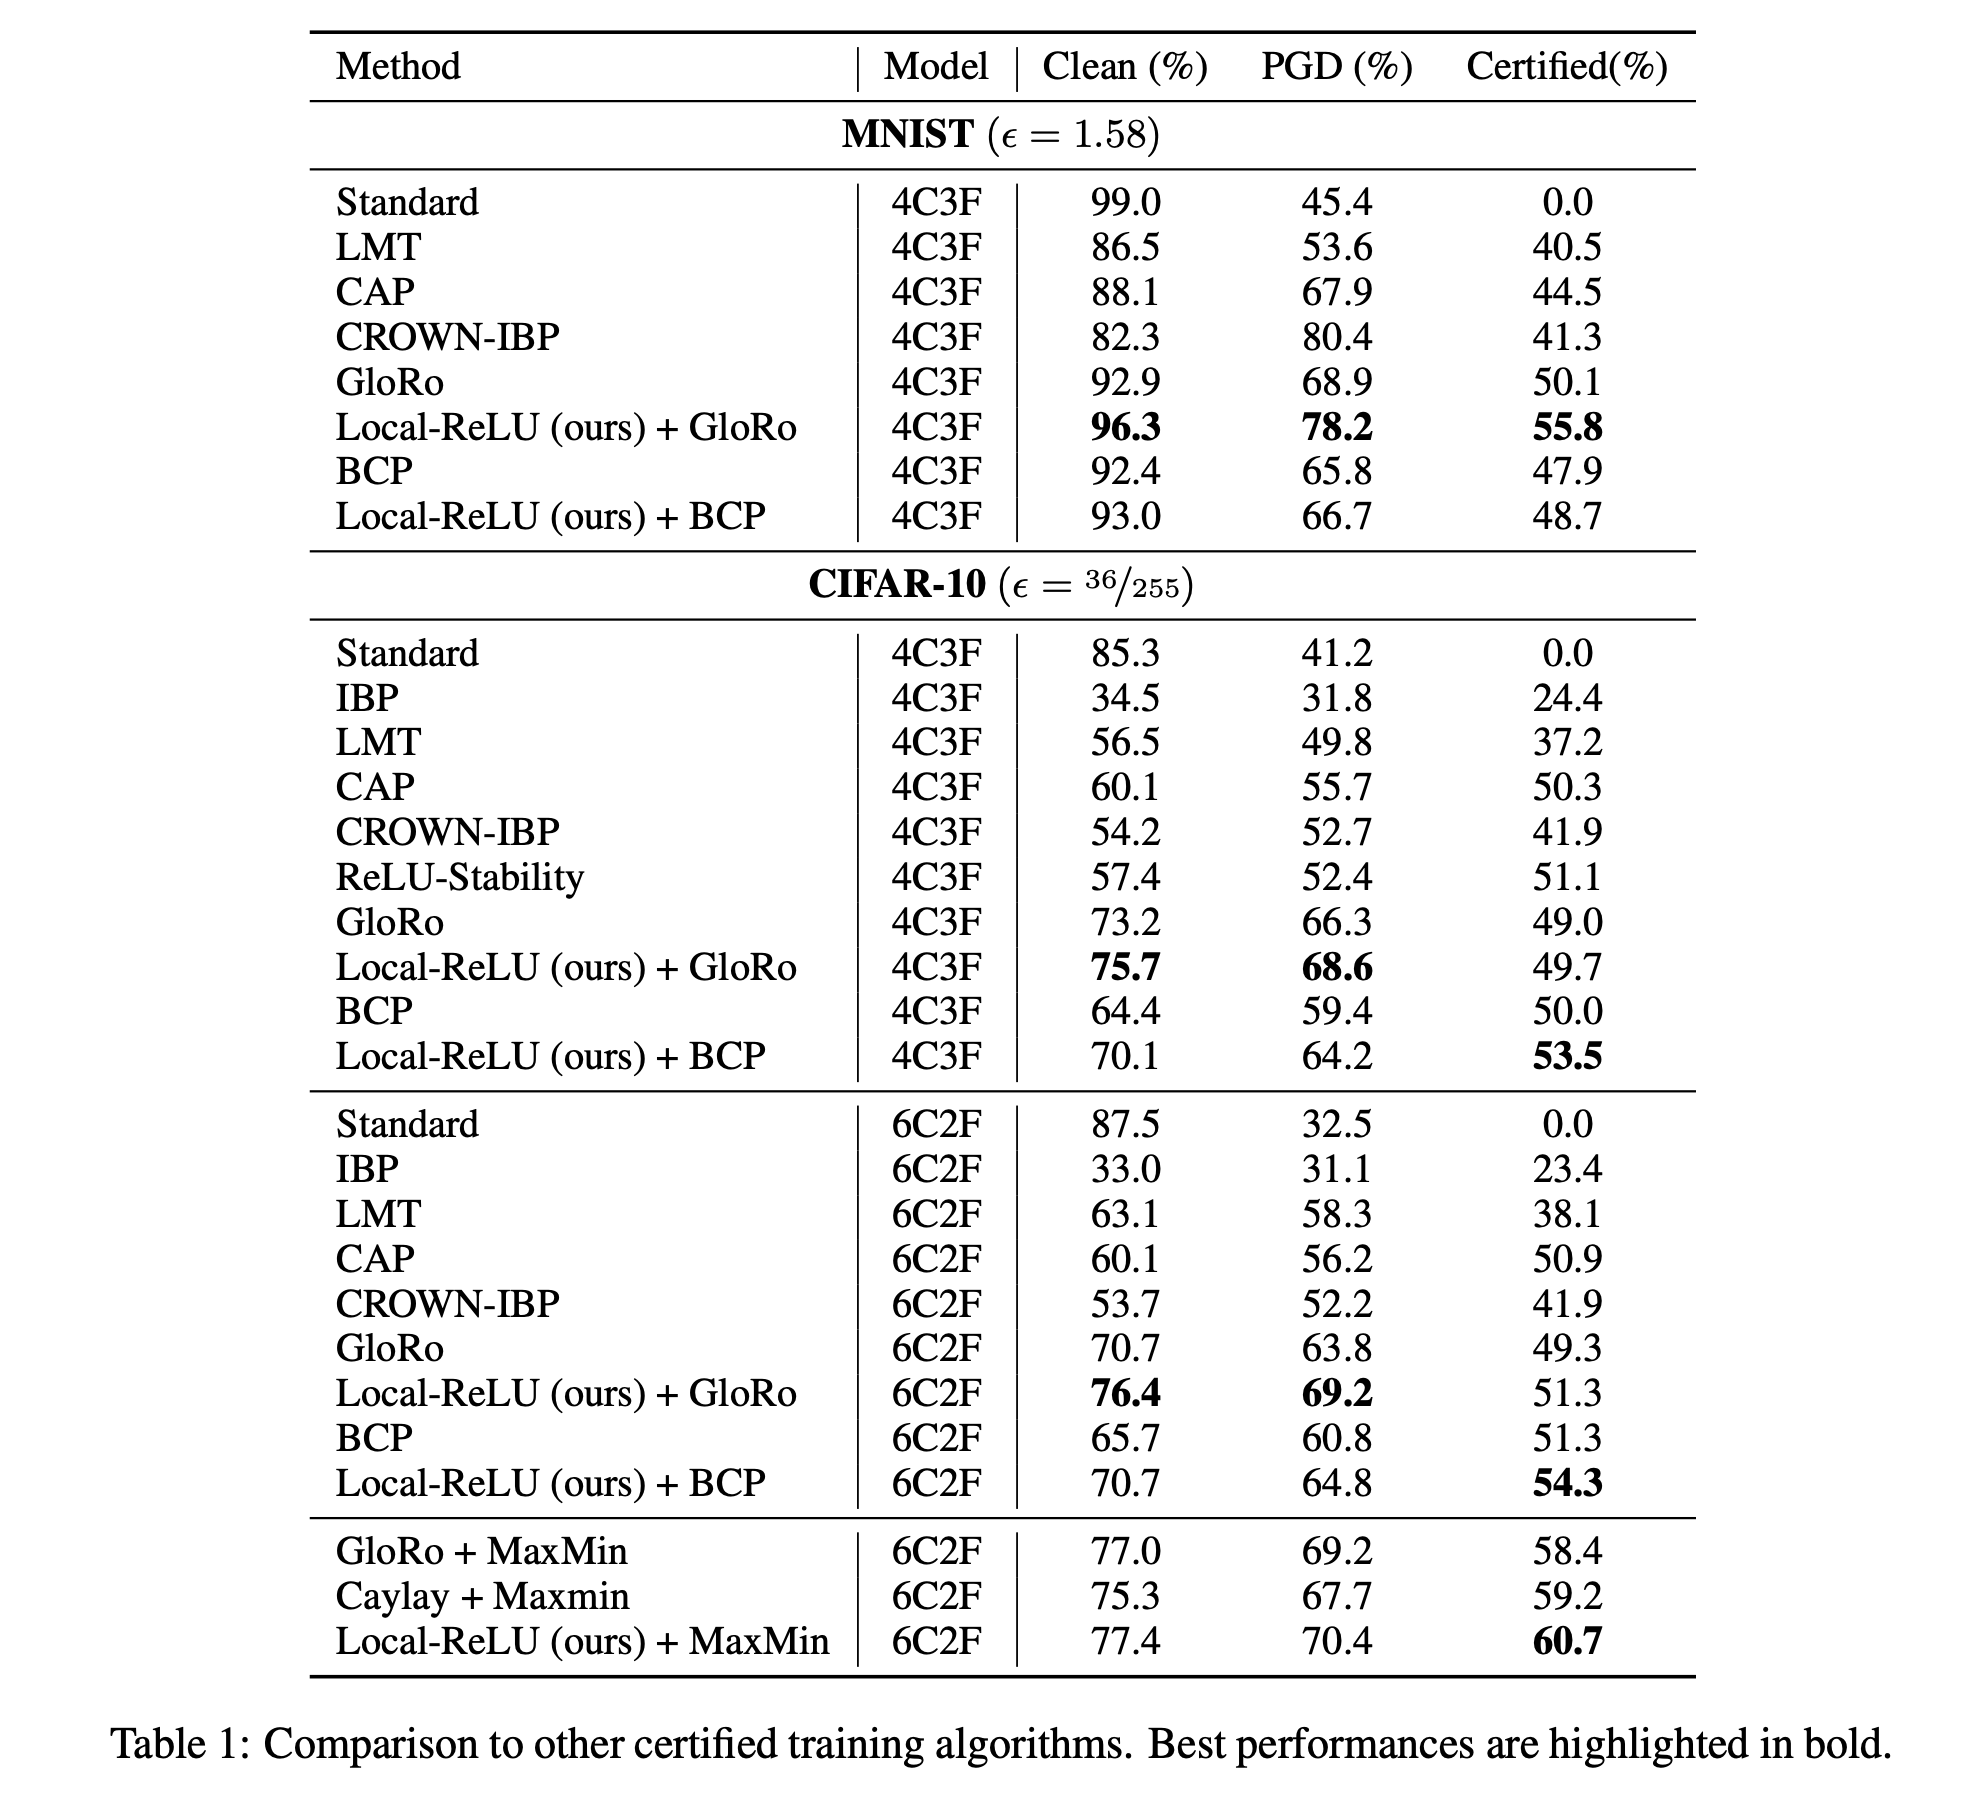 Method Model Clean (%) PGD (%) Certified(%)
MNIST (ϵ = 1.58)
Standard 4C3F 99.0 45.4 0.0
LMT 4C3F 86.5 53.6 40.5
CAP 4C3F 88.1 67.9 44.5
CROWN-IBP 4C3F 82.3 80.4 41.3
GloRo 4C3F 92.9 68.9 50.1
Local-ReLU (ours) + GloRo 4C3F 96.3 78.2 55.8
BCP 4C3F 92.4 65.8 47.9
Local-ReLU (ours) + BCP 4C3F 93.0 66.7 48.7
CIFAR-10 (ϵ = 36/255)
Standard 4C3F 85.3 41.2 0.0
IBP 4C3F 34.5 31.8 24.4
LMT 4C3F 56.5 49.8 37.2
CAP 4C3F 60.1 55.7 50.3
CROWN-IBP 4C3F 54.2 52.7 41.9
ReLU-Stability 4C3F 57.4 52.4 51.1
GloRo 4C3F 73.2 66.3 49.0
Local-ReLU (ours) + GloRo 4C3F 75.7 68.6 49.7
BCP 4C3F 64.4 59.4 50.0
Local-ReLU (ours) + BCP 4C3F 70.1 64.2 53.5
Standard 6C2F 87.5 32.5 0.0
IBP 6C2F 33.0 31.1 23.4
LMT 6C2F 63.1 58.3 38.1
CAP 6C2F 60.1 56.2 50.9
CROWN-IBP 6C2F 53.7 52.2 41.9
GloRo 6C2F 70.7 63.8 49.3
Local-ReLU (ours) + GloRo 6C2F 76.4 69.2 51.3
BCP 6C2F 65.7 60.8 51.3
Local-ReLU (ours) + BCP 6C2F 70.7 64.8 54.3
GloRo + MaxMin 6C2F 77.0 69.2 58.4
Caylay + Maxmin 6C2F 75.3 67.7 59.2
Local-ReLU (ours) + MaxMin 6C2F 77.4 70.4 60.7
Table 1: Comparison to other certified training algorithms. Best performances are highlighted in bold.